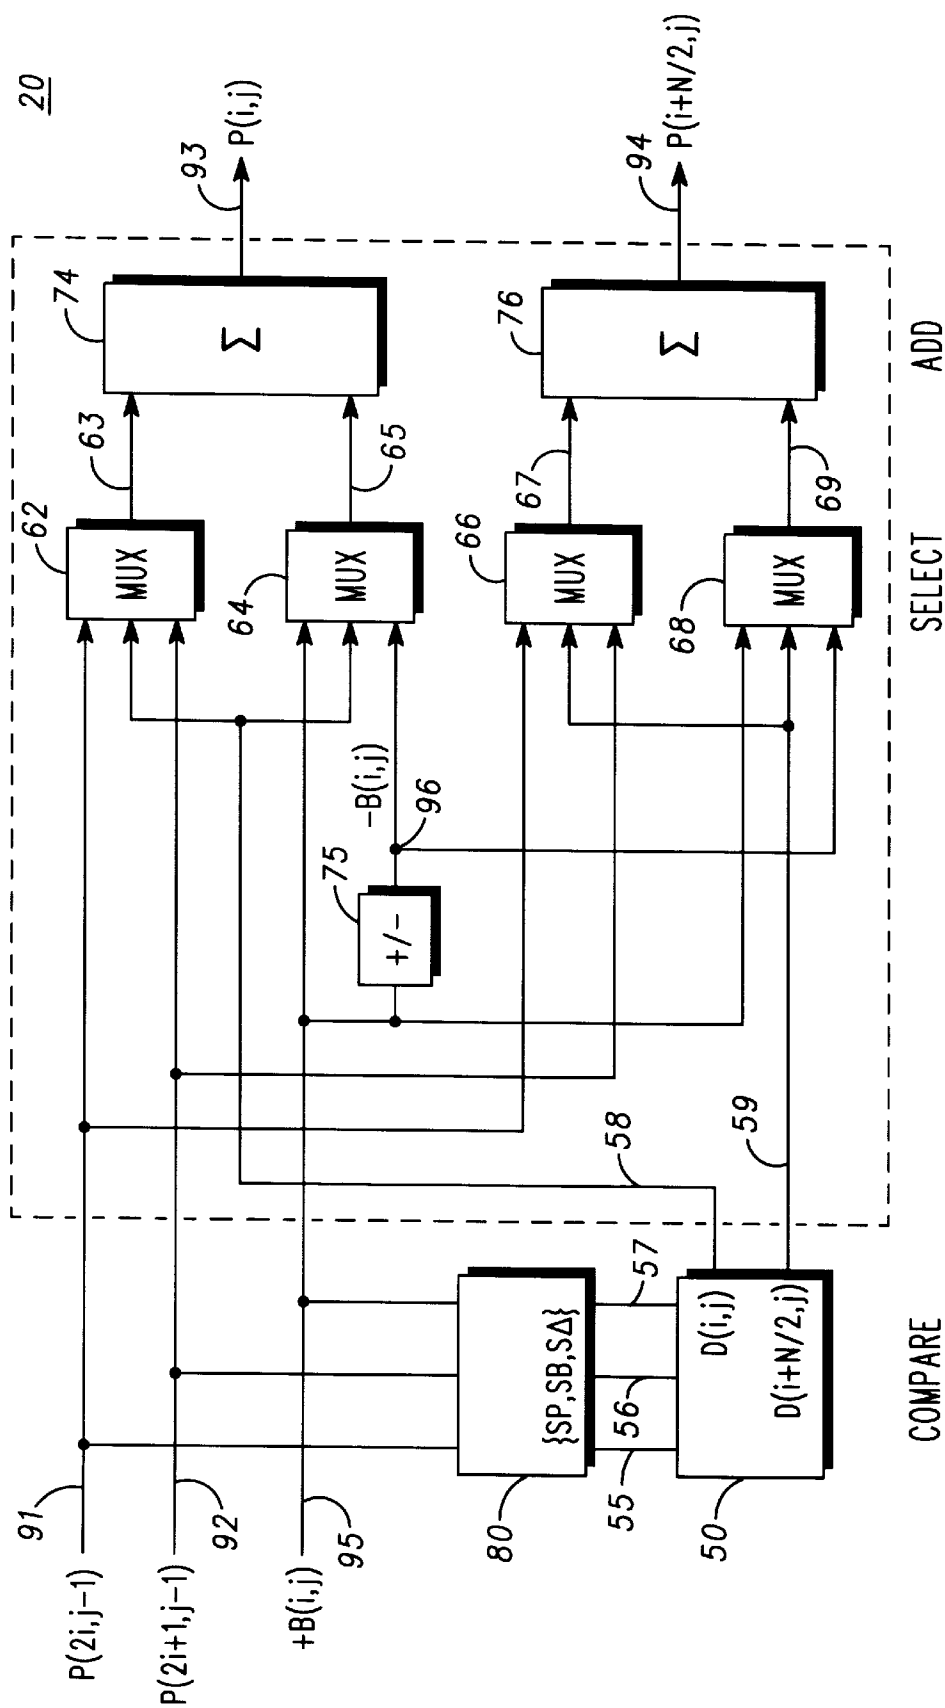 20
P(2i,j-1)
91
P(2i+1,j-1)
92
+B(i,j)
95
80
{SP,SB,SΔ}
55
56
57
50
D(i,j)
D(i+N/2,j)
58
59
75
+/-
-B(i,j)
96
62
MUX
63
64
MUX
65
66
MUX
67
68
MUX
69
74
Σ
76
Σ
93
P(i,j)
94
P(i+N/2,j)
COMPARE
SELECT
ADD